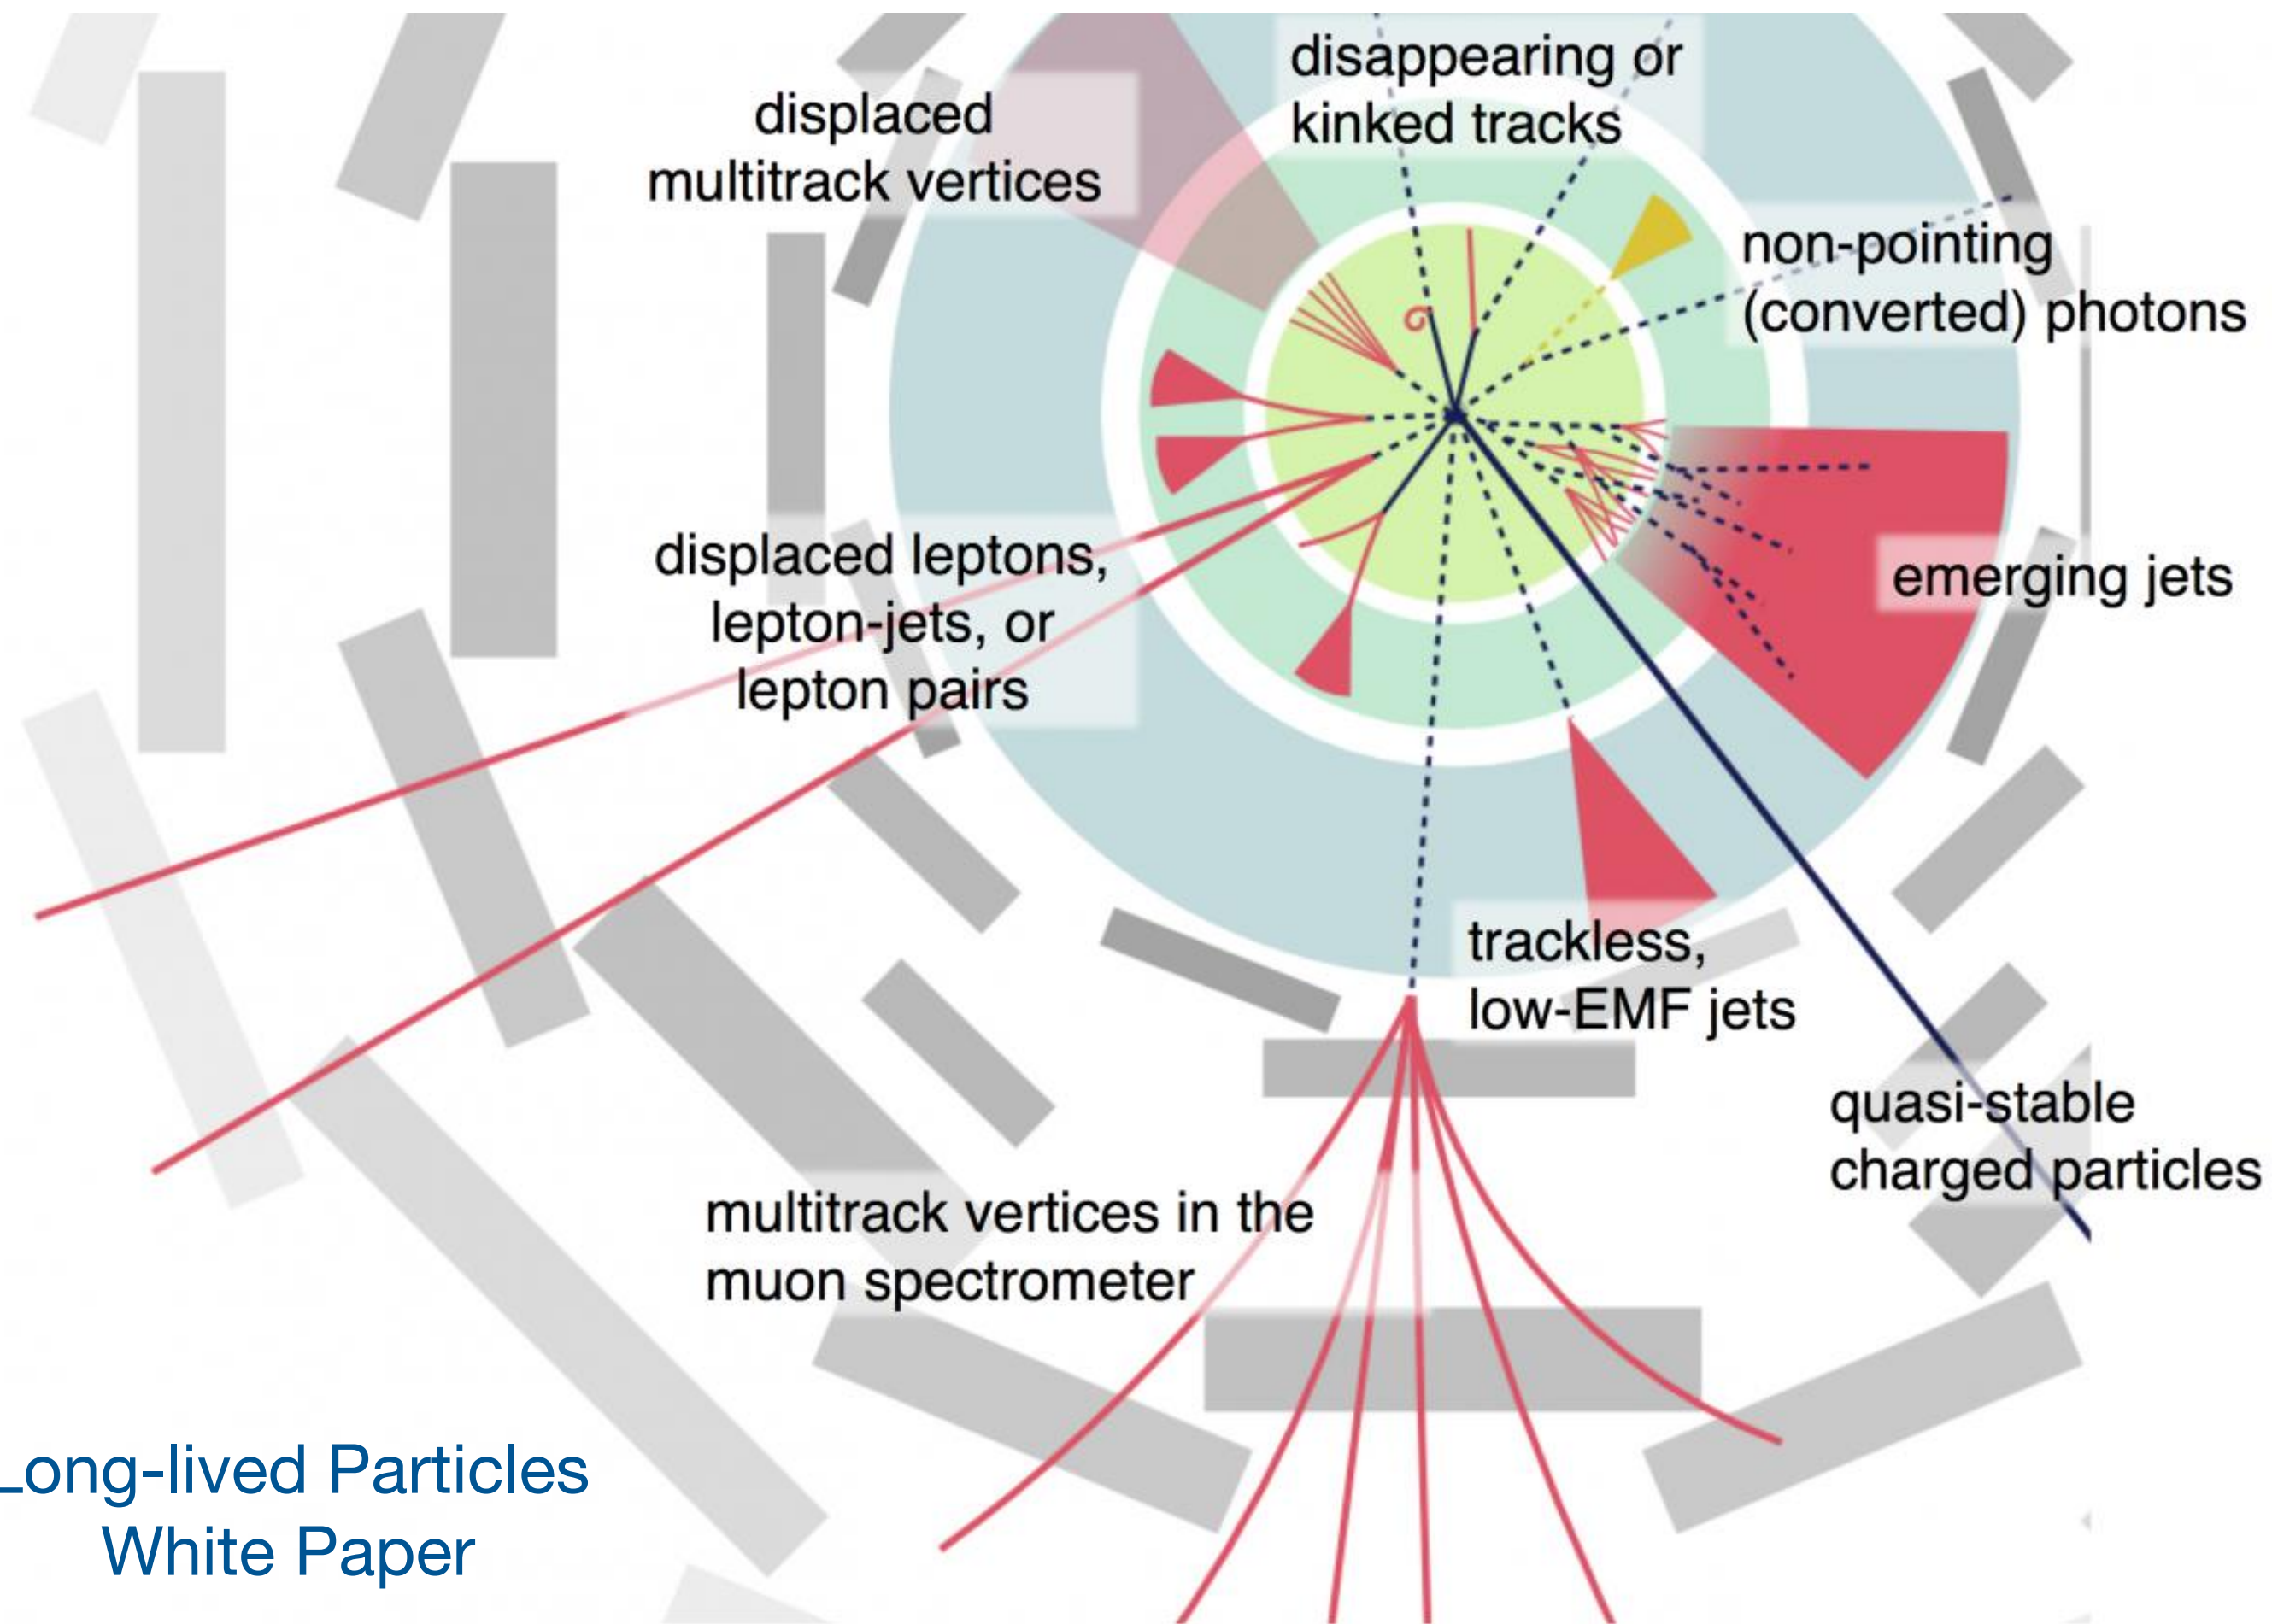 disappearing or
kinked tracks
displaced
multitrack vertices
non-pointing
(converted) photons
displaced leptons,
lepton-jets, or
lepton pairs
emerging jets
trackless,
low-EMF jets
quasi-stable
charged particles
multitrack vertices in the
muon spectrometer
Long-lived Particles
White Paper